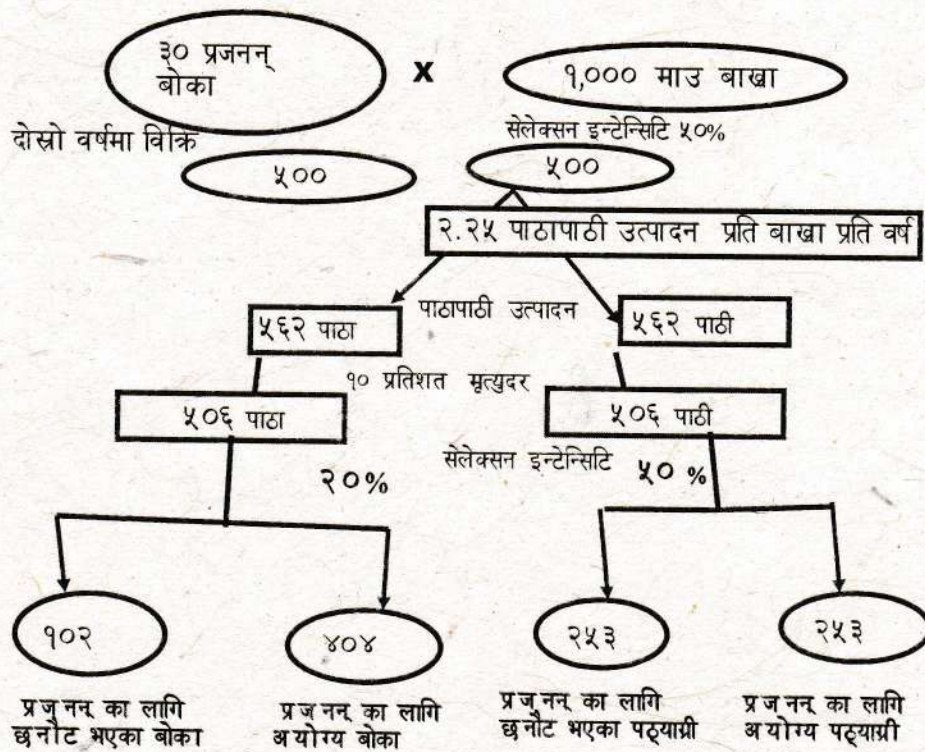 ३० प्रजनन्
बोका
X
१,००० माउ बाख्रा
दोस्रो वर्षमा विक्रि
सेलेक्सन इन्टेन्सिटि ५०%
५००
५००
२.२५ पाठापाठी उत्पादन प्रति बाख्रा प्रति वर्ष
५६२ पाठा
पाठापाठी उत्पादन
५६२ पाठी
१० प्रतिशत मृत्युदर
५०६ पाठा
५०६ पाठी
सेलेक्सन इन्टेन्सिटि
२०%
५० %
१०२
४०४
२५३
२५३
प्रजनन् का लागि
छनौट भएका बोका
प्रजनन् का लागि
अयोग्य बोका
प्रजनन् का लागि
छनौट भएका पठ्याग्री
प्रजनन् का लागि
अयोग्य पठ्याग्री